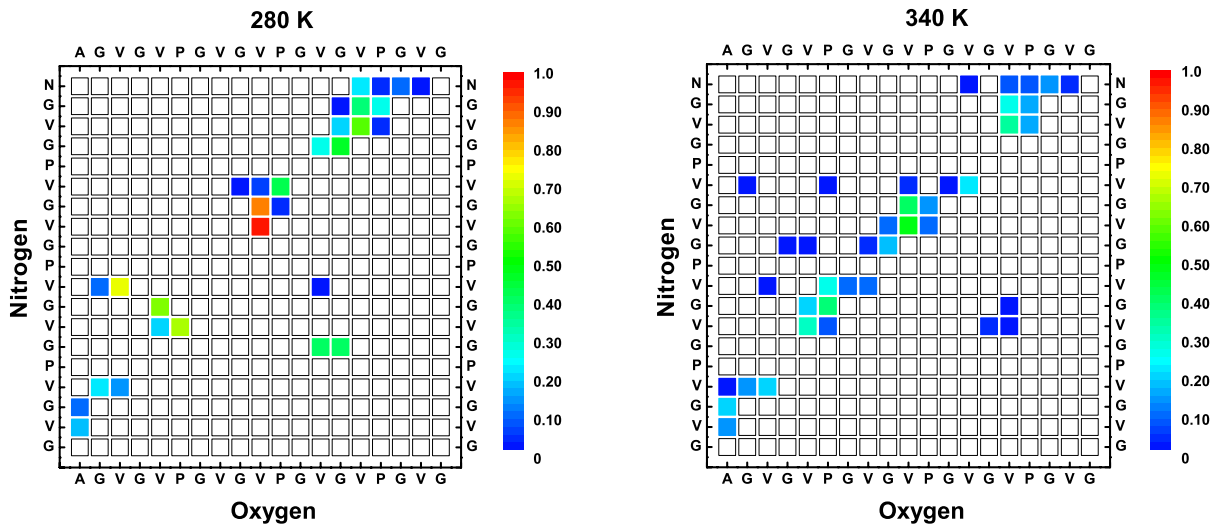 280 K
A G V G V P G V G V P G V G V P G V G
N N
G G
V V
G G
P P
V V
G G
V V
G G
P P
V V
G G
V V
G G
P P
V V
G G
V V
G G
A G V G V P G V G V P G V G V P G V G
Nitrogen
Oxygen
1.0
0.90
0.80
0.70
0.60
0.50
0.40
0.30
0.20
0.10
0
340 K
A G V G V P G V G V P G V G V P G V G
N N
G G
V V
G G
P P
V V
G G
V V
G G
P P
V V
G G
V V
G G
P P
V V
G G
V V
G G
A G V G V P G V G V P G V G V P G V G
Nitrogen
Oxygen
1.0
0.90
0.80
0.70
0.60
0.50
0.40
0.30
0.20
0.10
0